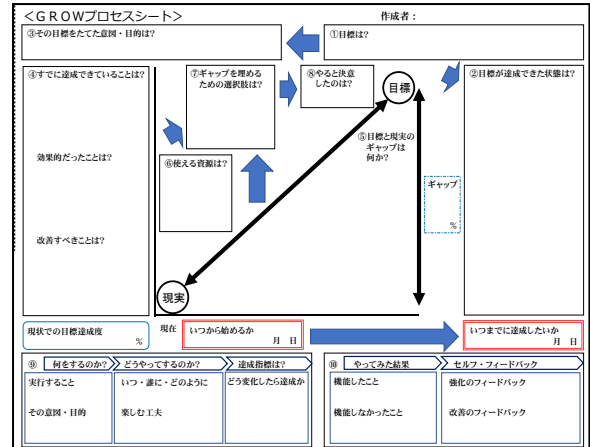 ＜ＧＲＯＷプロセスシート＞
作成者：
③その目標をたてた意図・目的は?
①目標は?
④すでに達成できていることは?
効果的だったことは?
改善すべきことは?
⑦ギャップを埋める
ための選択肢は?
⑧やると決意
したのは?
目標
②目標が達成できた状態は?
⑤目標と現実の
ギャップは
何か?
⑥使える資源は?
ギャップ
%
現実
現状での目標達成度
%
現在
いつから始めるか
月 日
いつまでに達成したいか
月 日
⑨ 何をするのか?
どうやってするのか?
達成指標は?
実行すること
いつ・誰に・どのように
どう変化したら達成か
その意図・目的
楽しむ工夫
⑩ やってみた結果
セルフ・フィードバック
機能したこと
強化のフィードバック
機能しなかったこと
改善のフィードバック